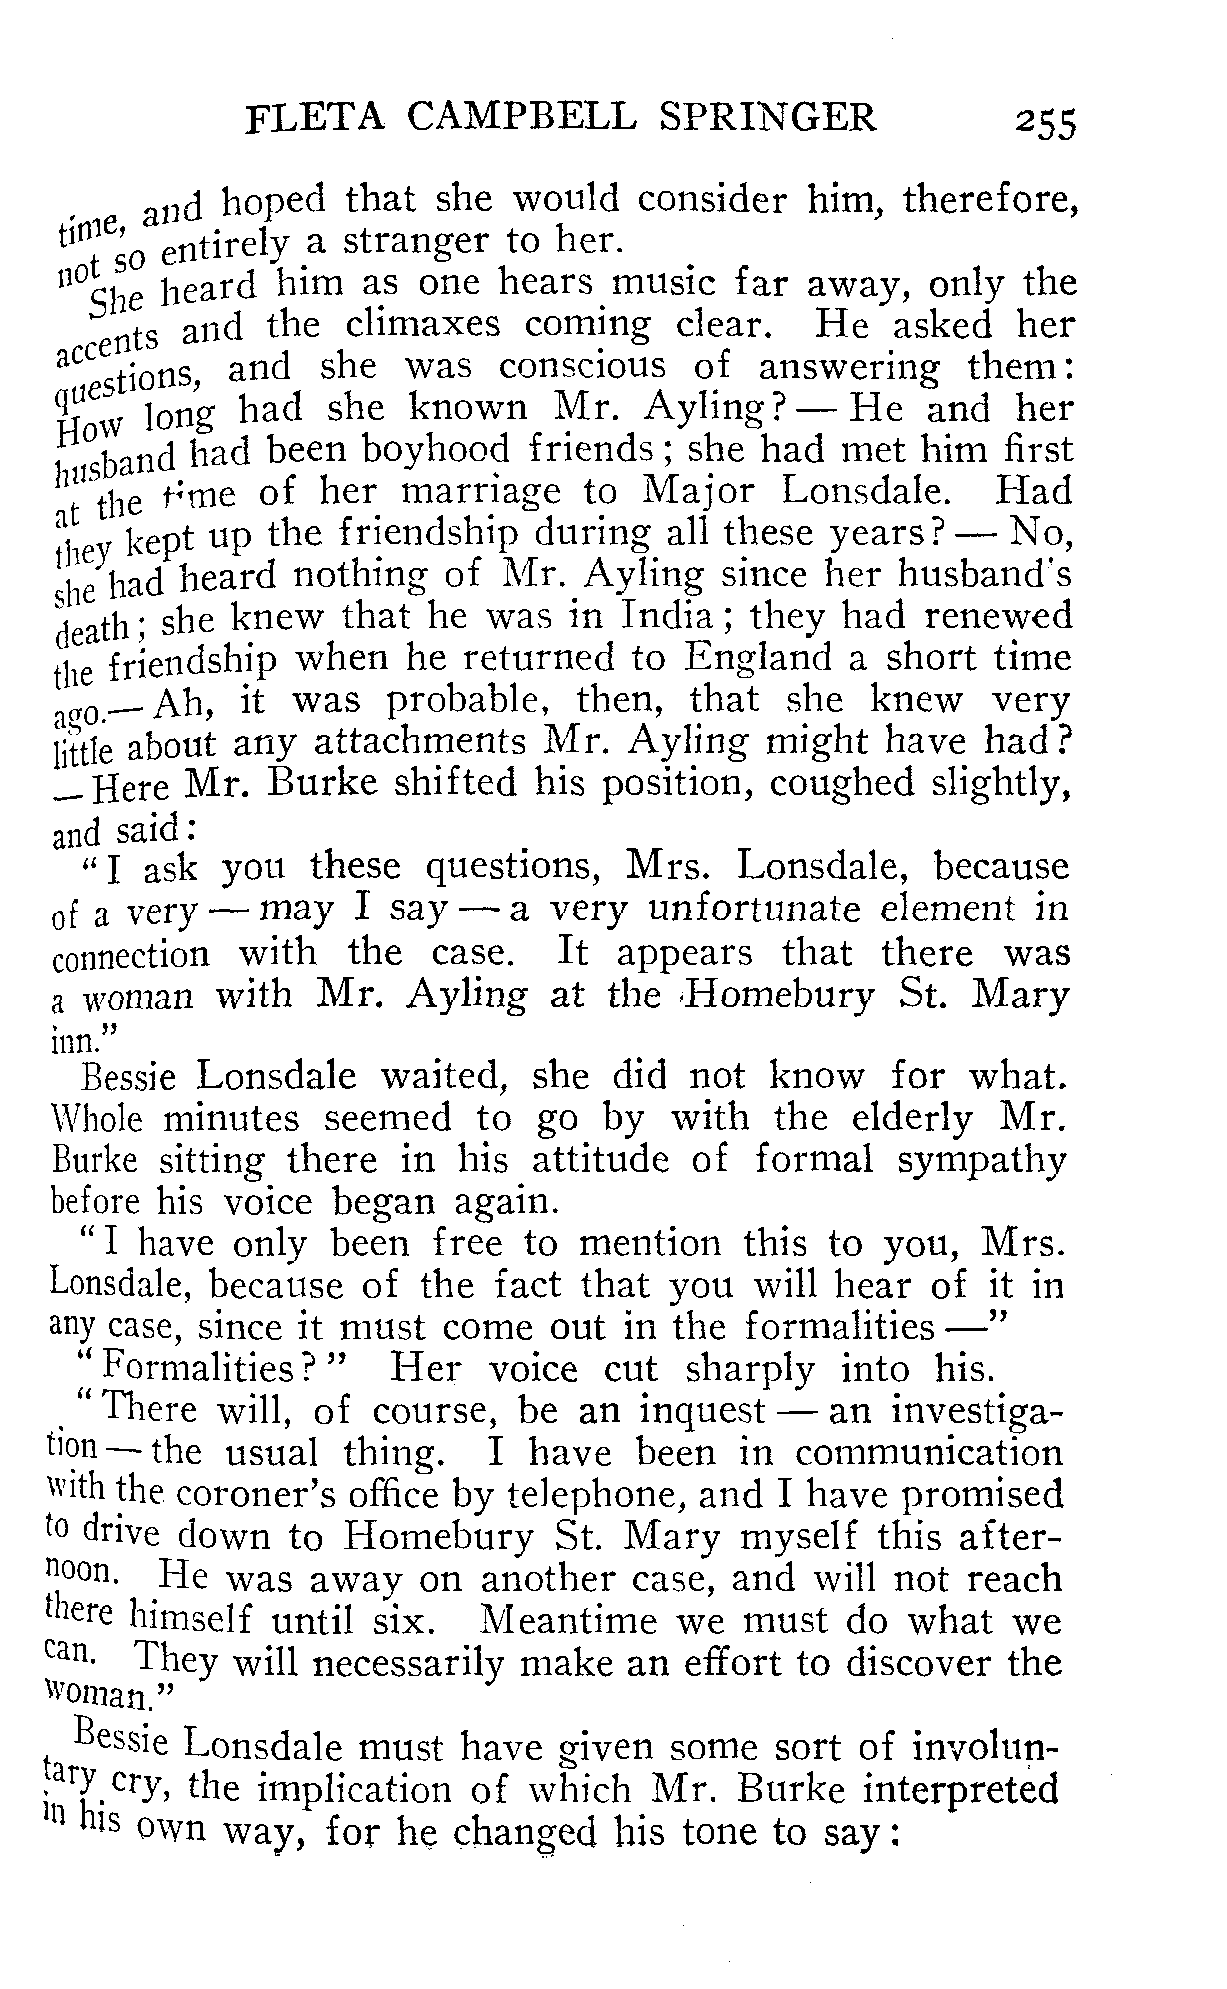 FLETA CAMPBELL SPRINGER 255
time, and hoped that she would consider him, therefore,
not so entirely a stranger to her.
She heard him as one hears music far away, only the
accents and the climaxes coming clear. He asked her
questions, and she was conscious of answering them:
How long had she known Mr. Ayling? — He and her
husband had been boyhood friends; she had met him first
at the time of her marriage to Major Lonsdale. Had
they kept up the friendship during all these years? — No,
she had heard nothing of Mr. Ayling since her husband's
death; she knew that he was in India; they had renewed
the friendship when he returned to England a short time
ago.— Ah, it was probable, then, that she knew very
little about any attachments Mr. Ayling might have had?
— Here Mr. Burke shifted his position, coughed slightly,
and said:
"I ask you these questions, Mrs. Lonsdale, because
of a very — may I say — a very unfortunate element in
connection with the case. It appears that there was
a woman with Mr. Ayling at the Homebury St. Mary
inn."
Bessie Lonsdale waited, she did not know for what.
Whole minutes seemed to go by with the elderly Mr.
Burke sitting there in his attitude of formal sympathy
before his voice began again.
"I have only been free to mention this to you, Mrs.
Lonsdale, because of the fact that you will hear of it in
any case, since it must come out in the formalities —"
"Formalities?" Her voice cut sharply into his.
"There will, of course, be an inquest — an investiga-
tion — the usual thing. I have been in communication
with the coroner's office by telephone, and I have promised
to drive down to Homebury St. Mary myself this after-
noon. He was away on another case, and will not reach
there himself until six. Meantime we must do what we
can. They will necessarily make an effort to discover the
woman."
Bessie Lonsdale must have given some sort of involun-
tary cry, the implication of which Mr. Burke interpreted
in his own way, for he changed his tone to say: